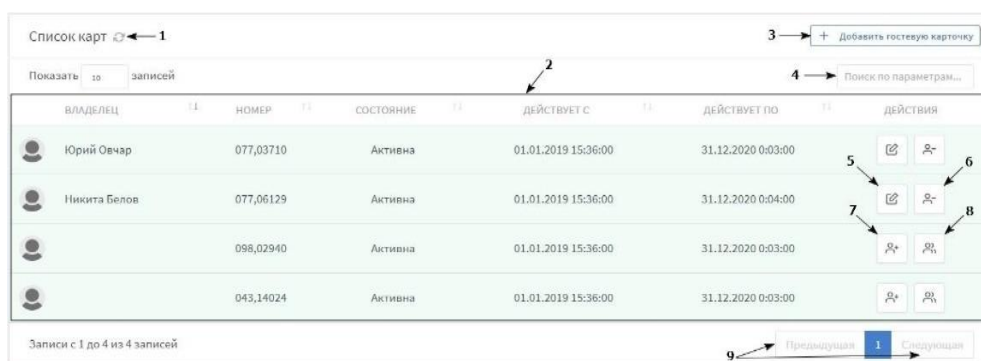 Список карт 1 3 + Добавить гостевую карточку
Показать 10 записей 2 4 Поиск по параметрам...
ВЛАДЕЛЕЦ НОМЕР СОСТОЯНИЕ ДЕЙСТВУЕТ С ДЕЙСТВУЕТ ПО ДЕЙСТВИЯ
Юрий Овчар 077,03710 Активна 01.01.2019 15:36:00 31.12.2020 0:03:00
5 6
Никита Белов 077,06129 Активна 01.01.2019 15:36:00 31.12.2020 0:04:00
7 8
098,02940 Активна 01.01.2019 15:36:00 31.12.2020 0:03:00
043,14024 Активна 01.01.2019 15:36:00 31.12.2020 0:03:00
Записи с 1 до 4 из 4 записей Предыдущая 1 Следующая
9